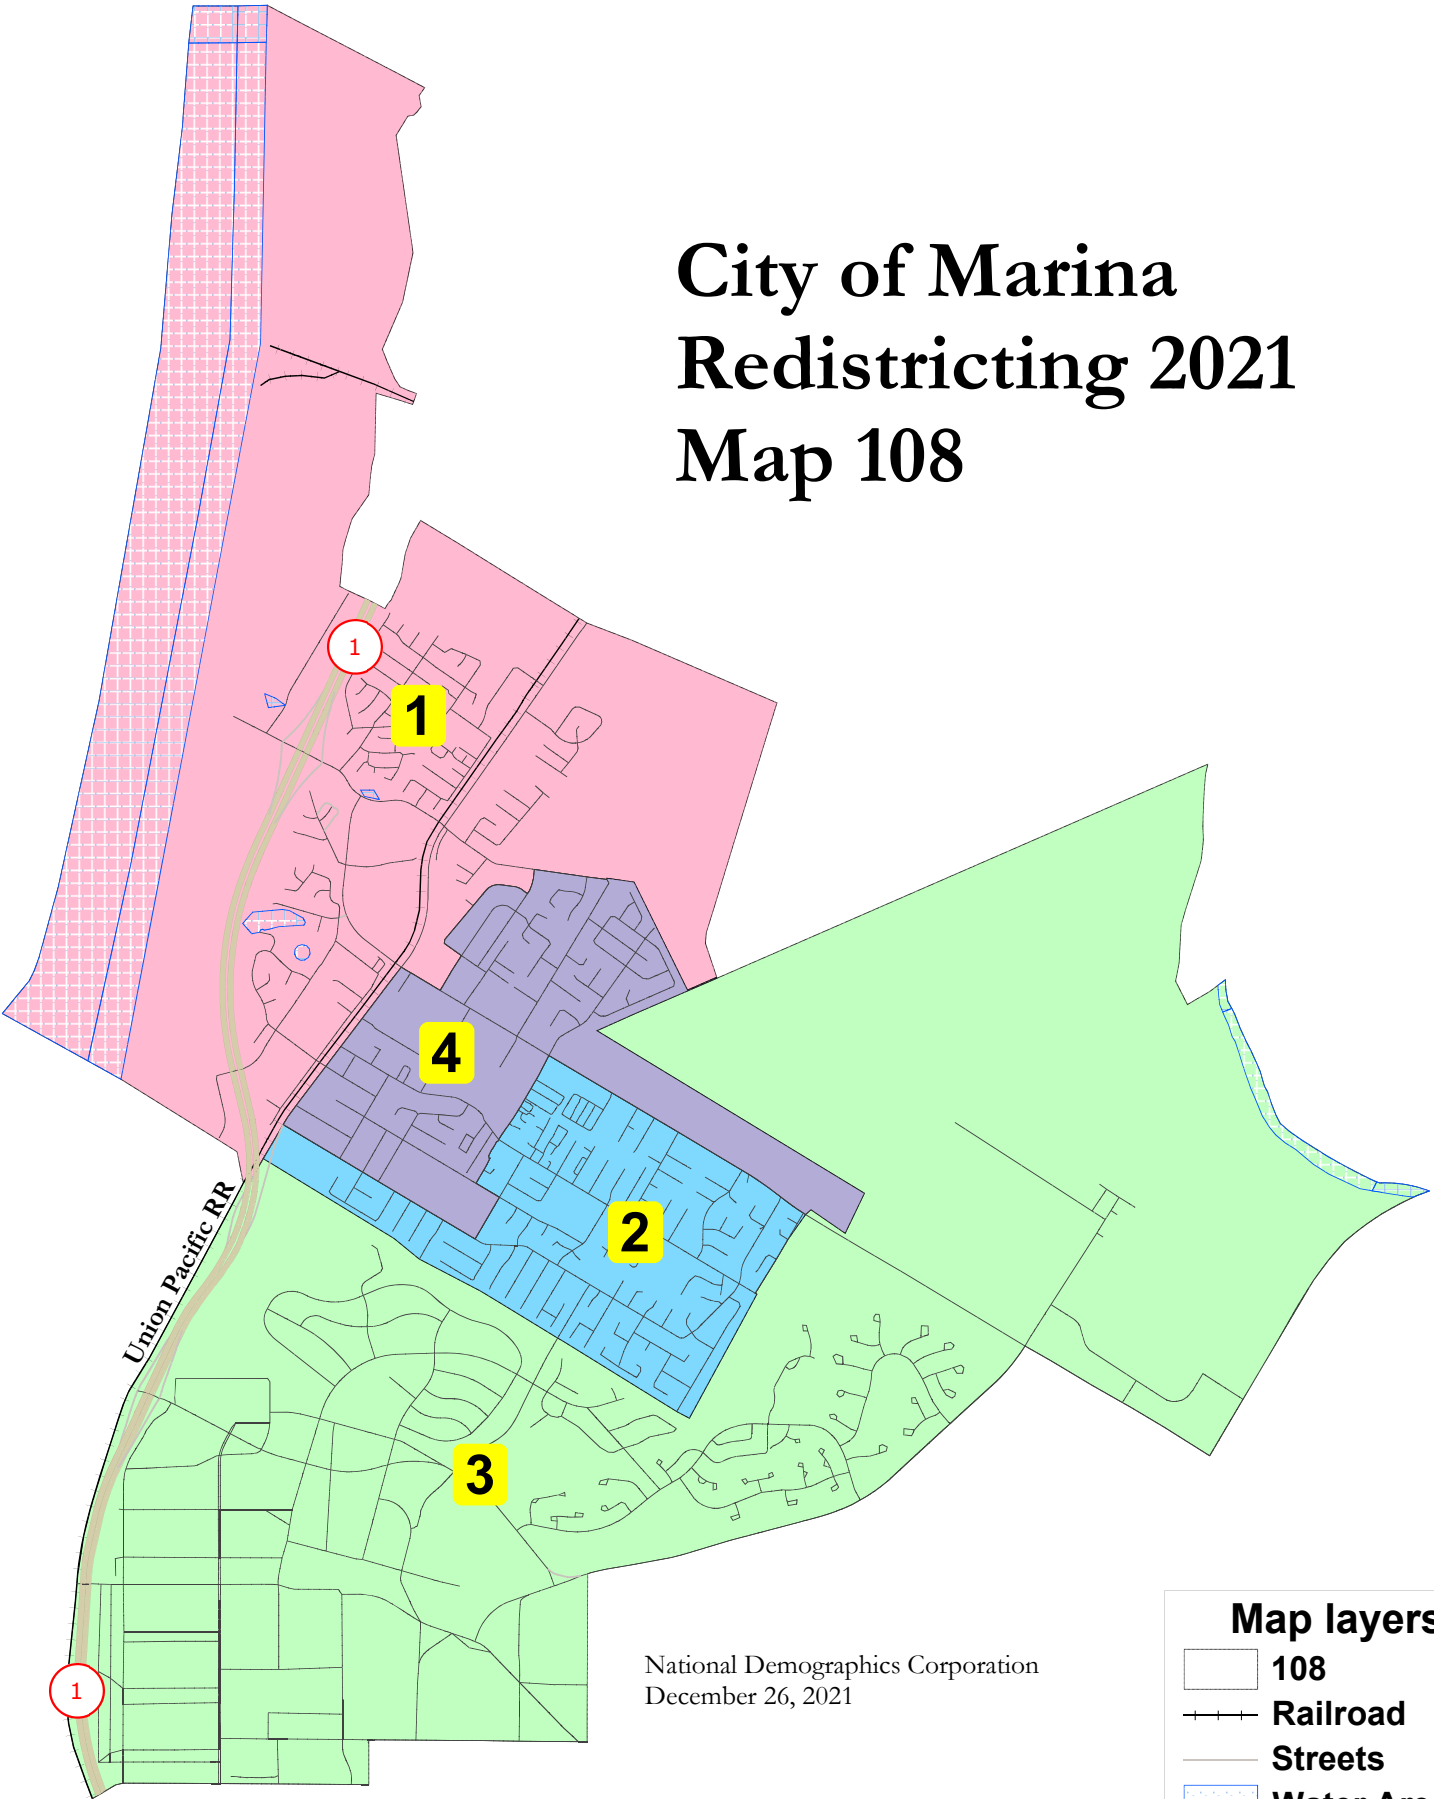 City of Marina
Redistricting 2021
Map 108
1
1
4
2
Union Pacific RR
3
1
National Demographics Corporation
December 26, 2021
Map layers
108
Railroad
Streets
Water